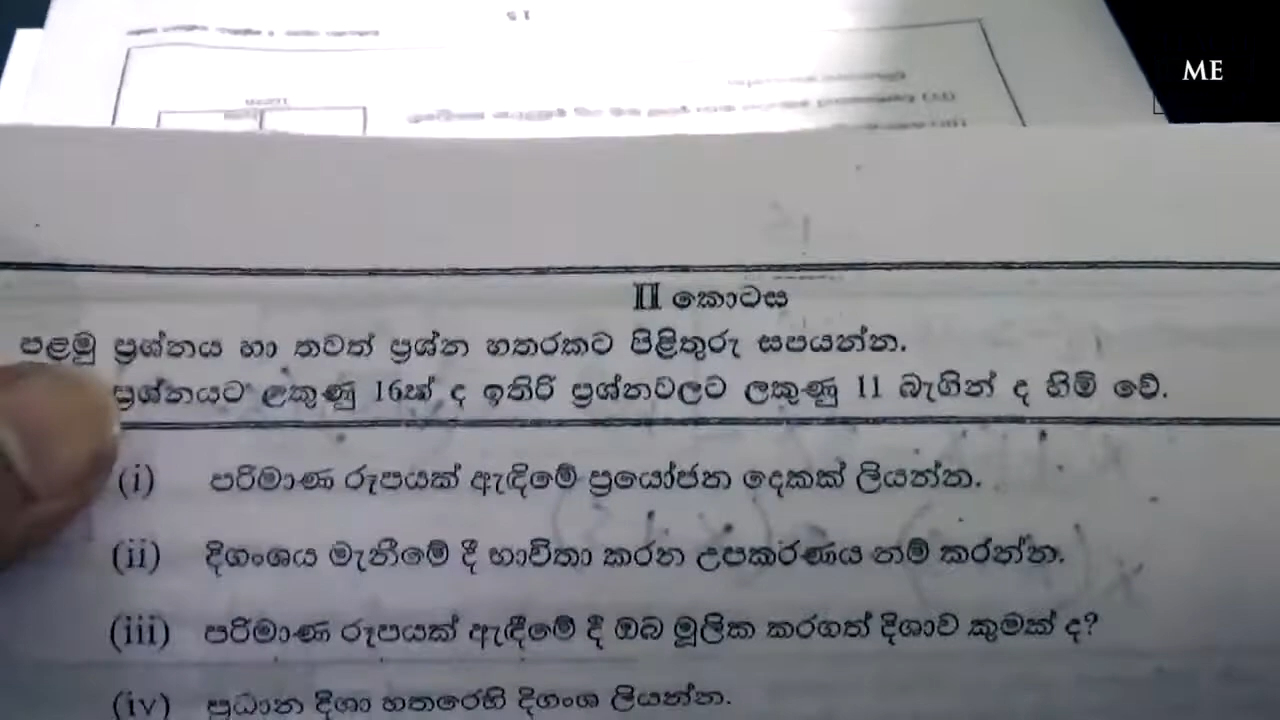 ME
II කොටස
පළමු ප්‍රශ්නය හා තවත් ප්‍රශ්න හතරකට පිළිතුරු සපයන්න.
ප්‍රශ්නයට ළකුණු 16ක් ද ඉතිරි ප්‍රශ්නවලට ලකුණු 11 බැගින් ද හිමි වේ.
(i) පරිමාණ රූපයක් ඇඳිමේ ප්‍රයෝජන දෙකක් ලියන්න.
(ii) දිගංශය මැනීමේ දී භාවිතා කරන උපකරණය නම් කරන්න.
(iii) පරිමාණ රූපයක් ඇඳීමේ දී ඔබ මූලික කරගත් දිශාව කුමක් ද?
(iv) ප්‍රධාන දිශා හතරෙහි දිගංශ ලියන්න.